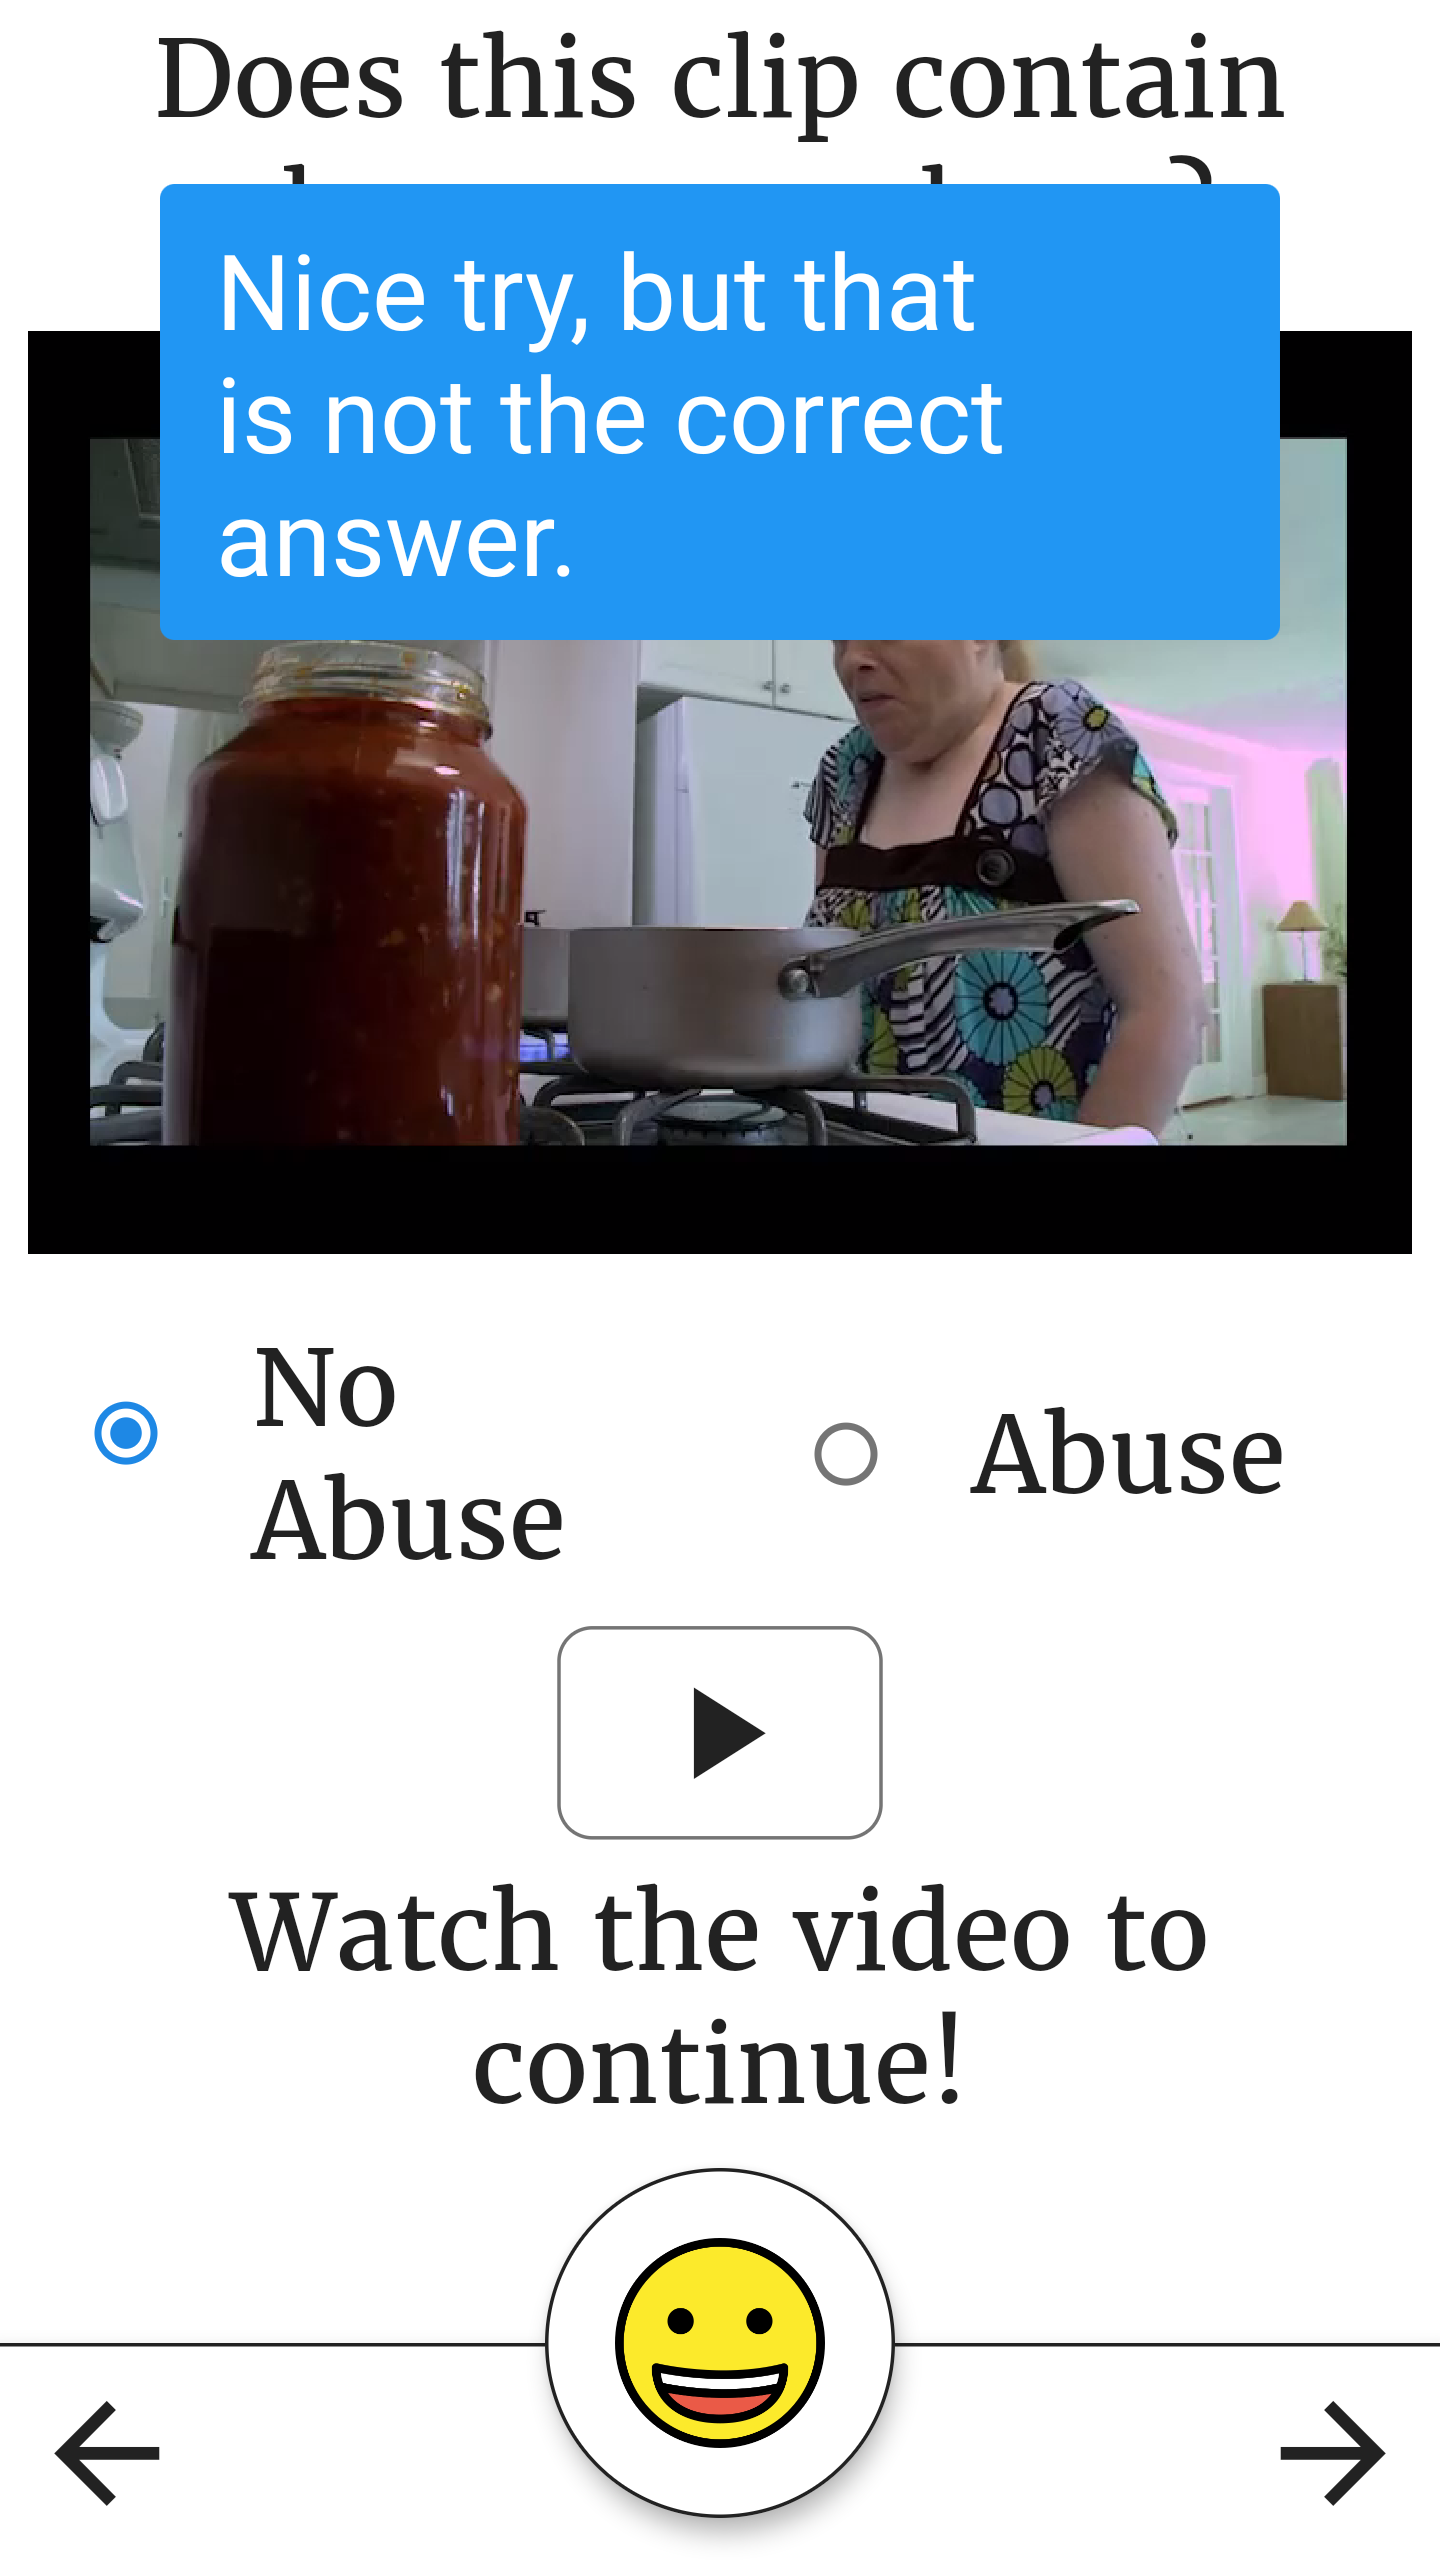 Does this clip contain
Nice try, but that
is not the correct
answer.
No
Abuse
Abuse
Watch the video to
continue!